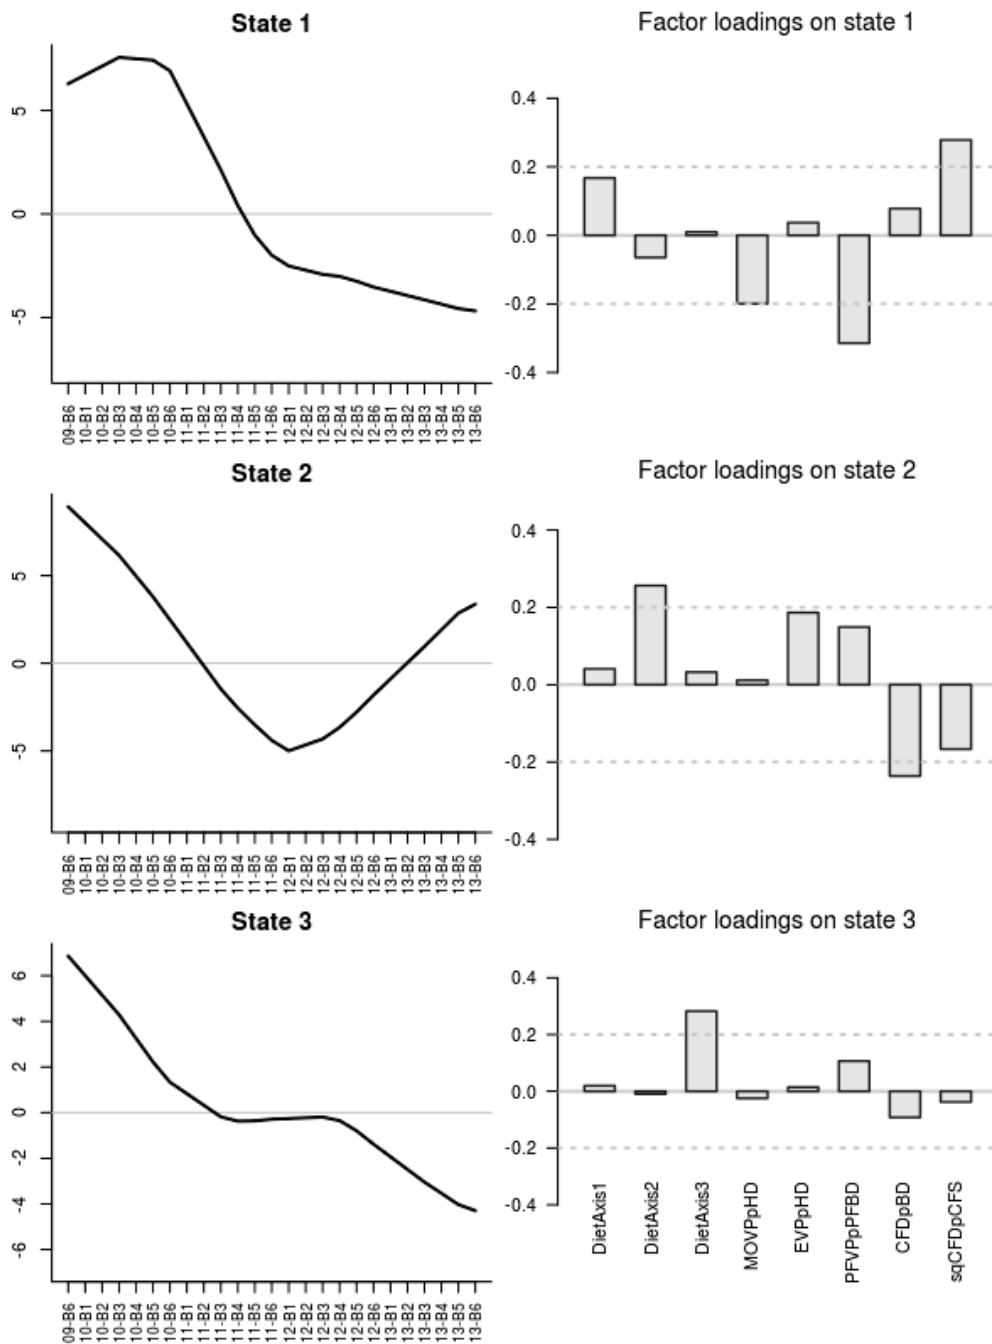 State 1
Factor loadings on state 1
5
0
-5
0.4
0.2
0.0
-0.2
-0.4
09-B6
10-B1
10-B2
10-B3
10-B4
10-B5
10-B6
11-B1
11-B2
11-B3
11-B4
11-B5
11-B6
12-B1
12-B2
12-B3
12-B4
12-B5
12-B6
13-B1
13-B2
13-B3
13-B4
13-B5
13-B6
State 2
Factor loadings on state 2
5
0
-5
0.4
0.2
0.0
-0.2
-0.4
09-B6
10-B1
10-B2
10-B3
10-B4
10-B5
10-B6
11-B1
11-B2
11-B3
11-B4
11-B5
11-B6
12-B1
12-B2
12-B3
12-B4
12-B5
12-B6
13-B1
13-B2
13-B3
13-B4
13-B5
13-B6
State 3
Factor loadings on state 3
6
4
2
0
-2
-4
-6
0.4
0.2
0.0
-0.2
-0.4
DietAxis1
DietAxis2
DietAxis3
MOVPpHD
EVPpHD
PFVPpPFBD
CFDpBD
sqCFDpCFS
09-B6
10-B1
10-B2
10-B3
10-B4
10-B5
10-B6
11-B1
11-B2
11-B3
11-B4
11-B5
11-B6
12-B1
12-B2
12-B3
12-B4
12-B5
12-B6
13-B1
13-B2
13-B3
13-B4
13-B5
13-B6